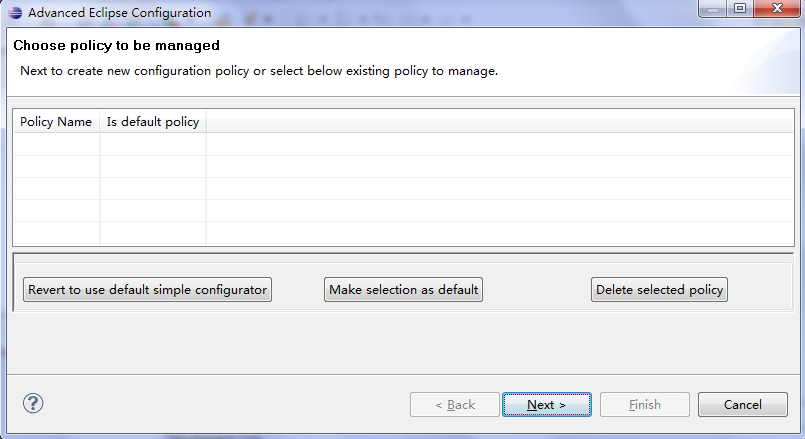 Advanced Eclipse Configuration
Choose policy to be managed
Next to create new configuration policy or select below existing policy to manage.
Policy Name Is default policy
Revert to use default simple configurator Make selection as default Delete selected policy
? < Back Next > Finish Cancel